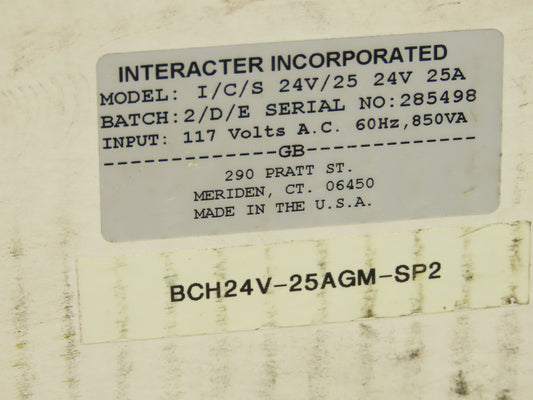 INTERACTER INCORPORATED
MODEL: I/C/S 24V/25 24V 25A
BATCH: 2/D/E SERIAL NO:285498
INPUT: 117 Volts A.C. 60Hz,850VA
--------------GB--------------
290 PRATT ST.
MERIDEN, CT. 06450
MADE IN THE U.S.A.
BCH24V-25AGM-SP2